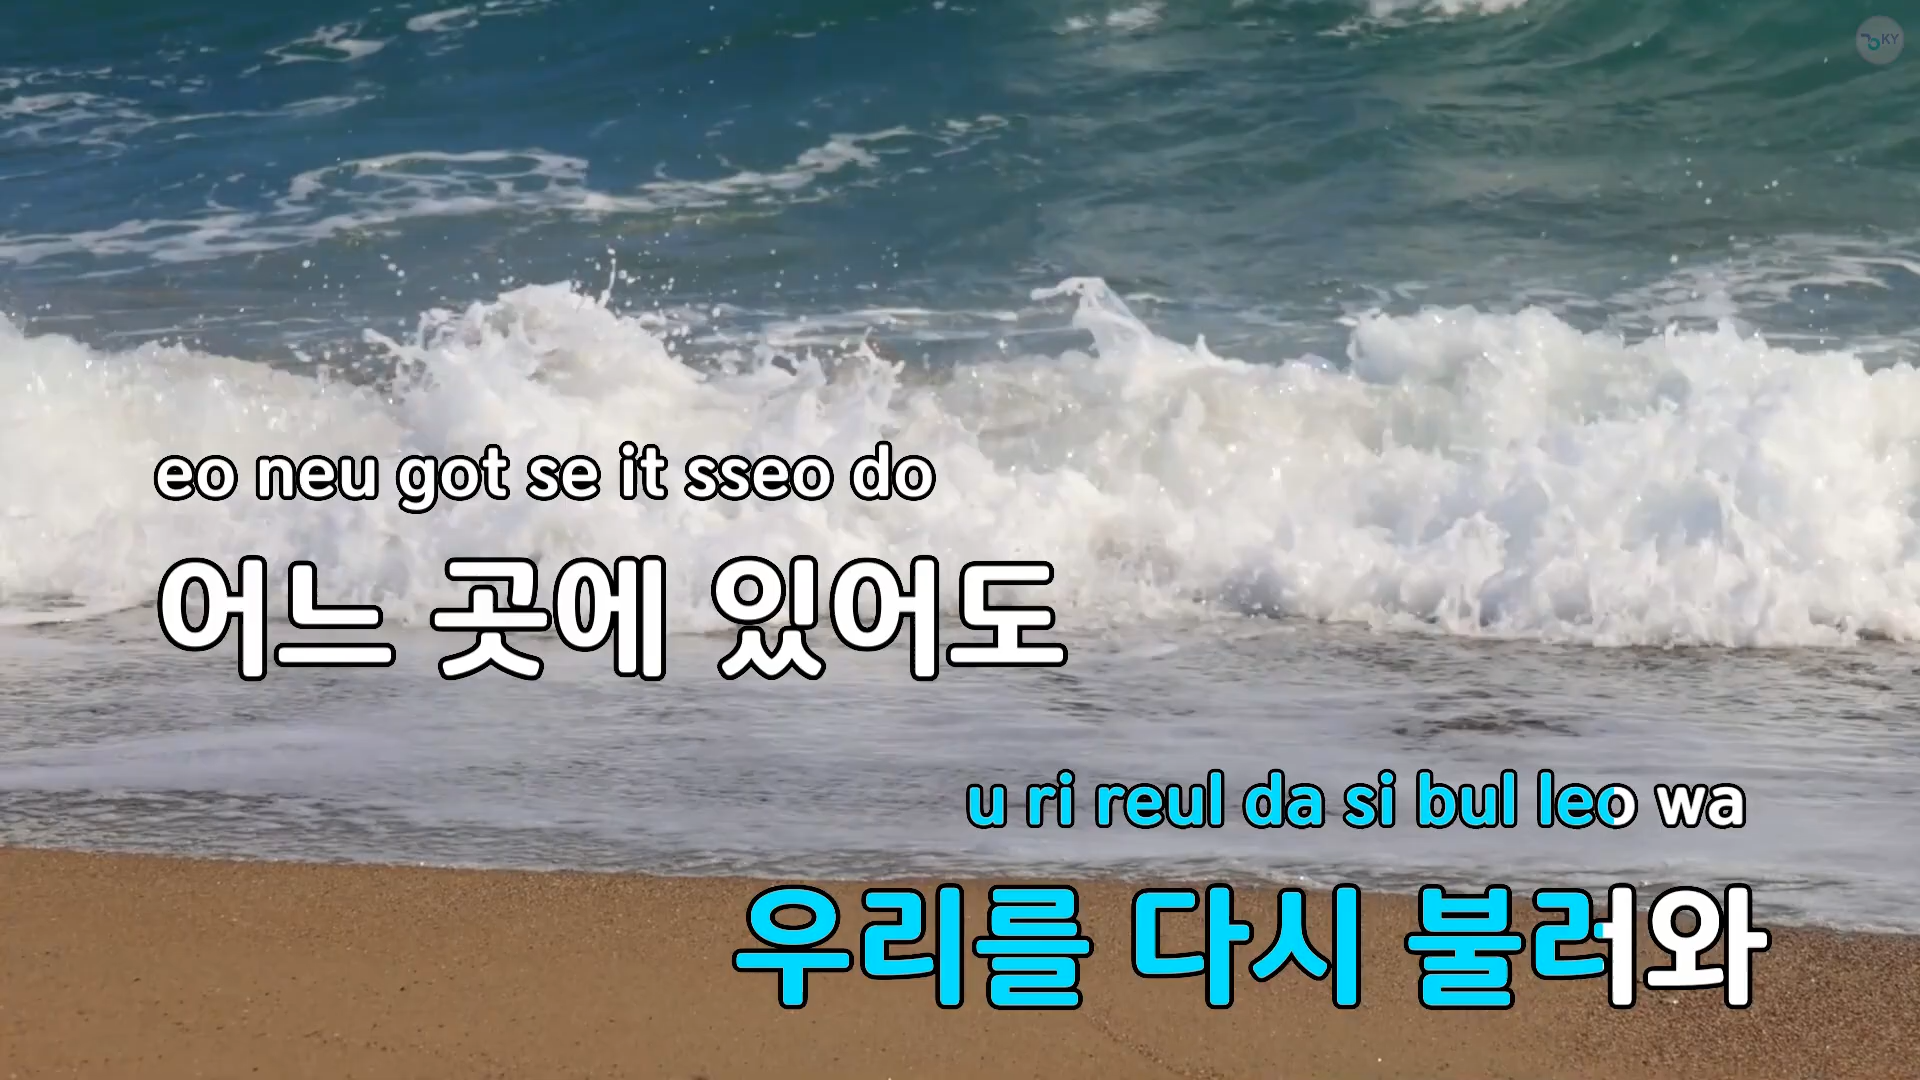 KY
eo neu got se it sseo do
어느 곳에 있어도
u ri reul da si bul leo wa
우리를 다시 불러와